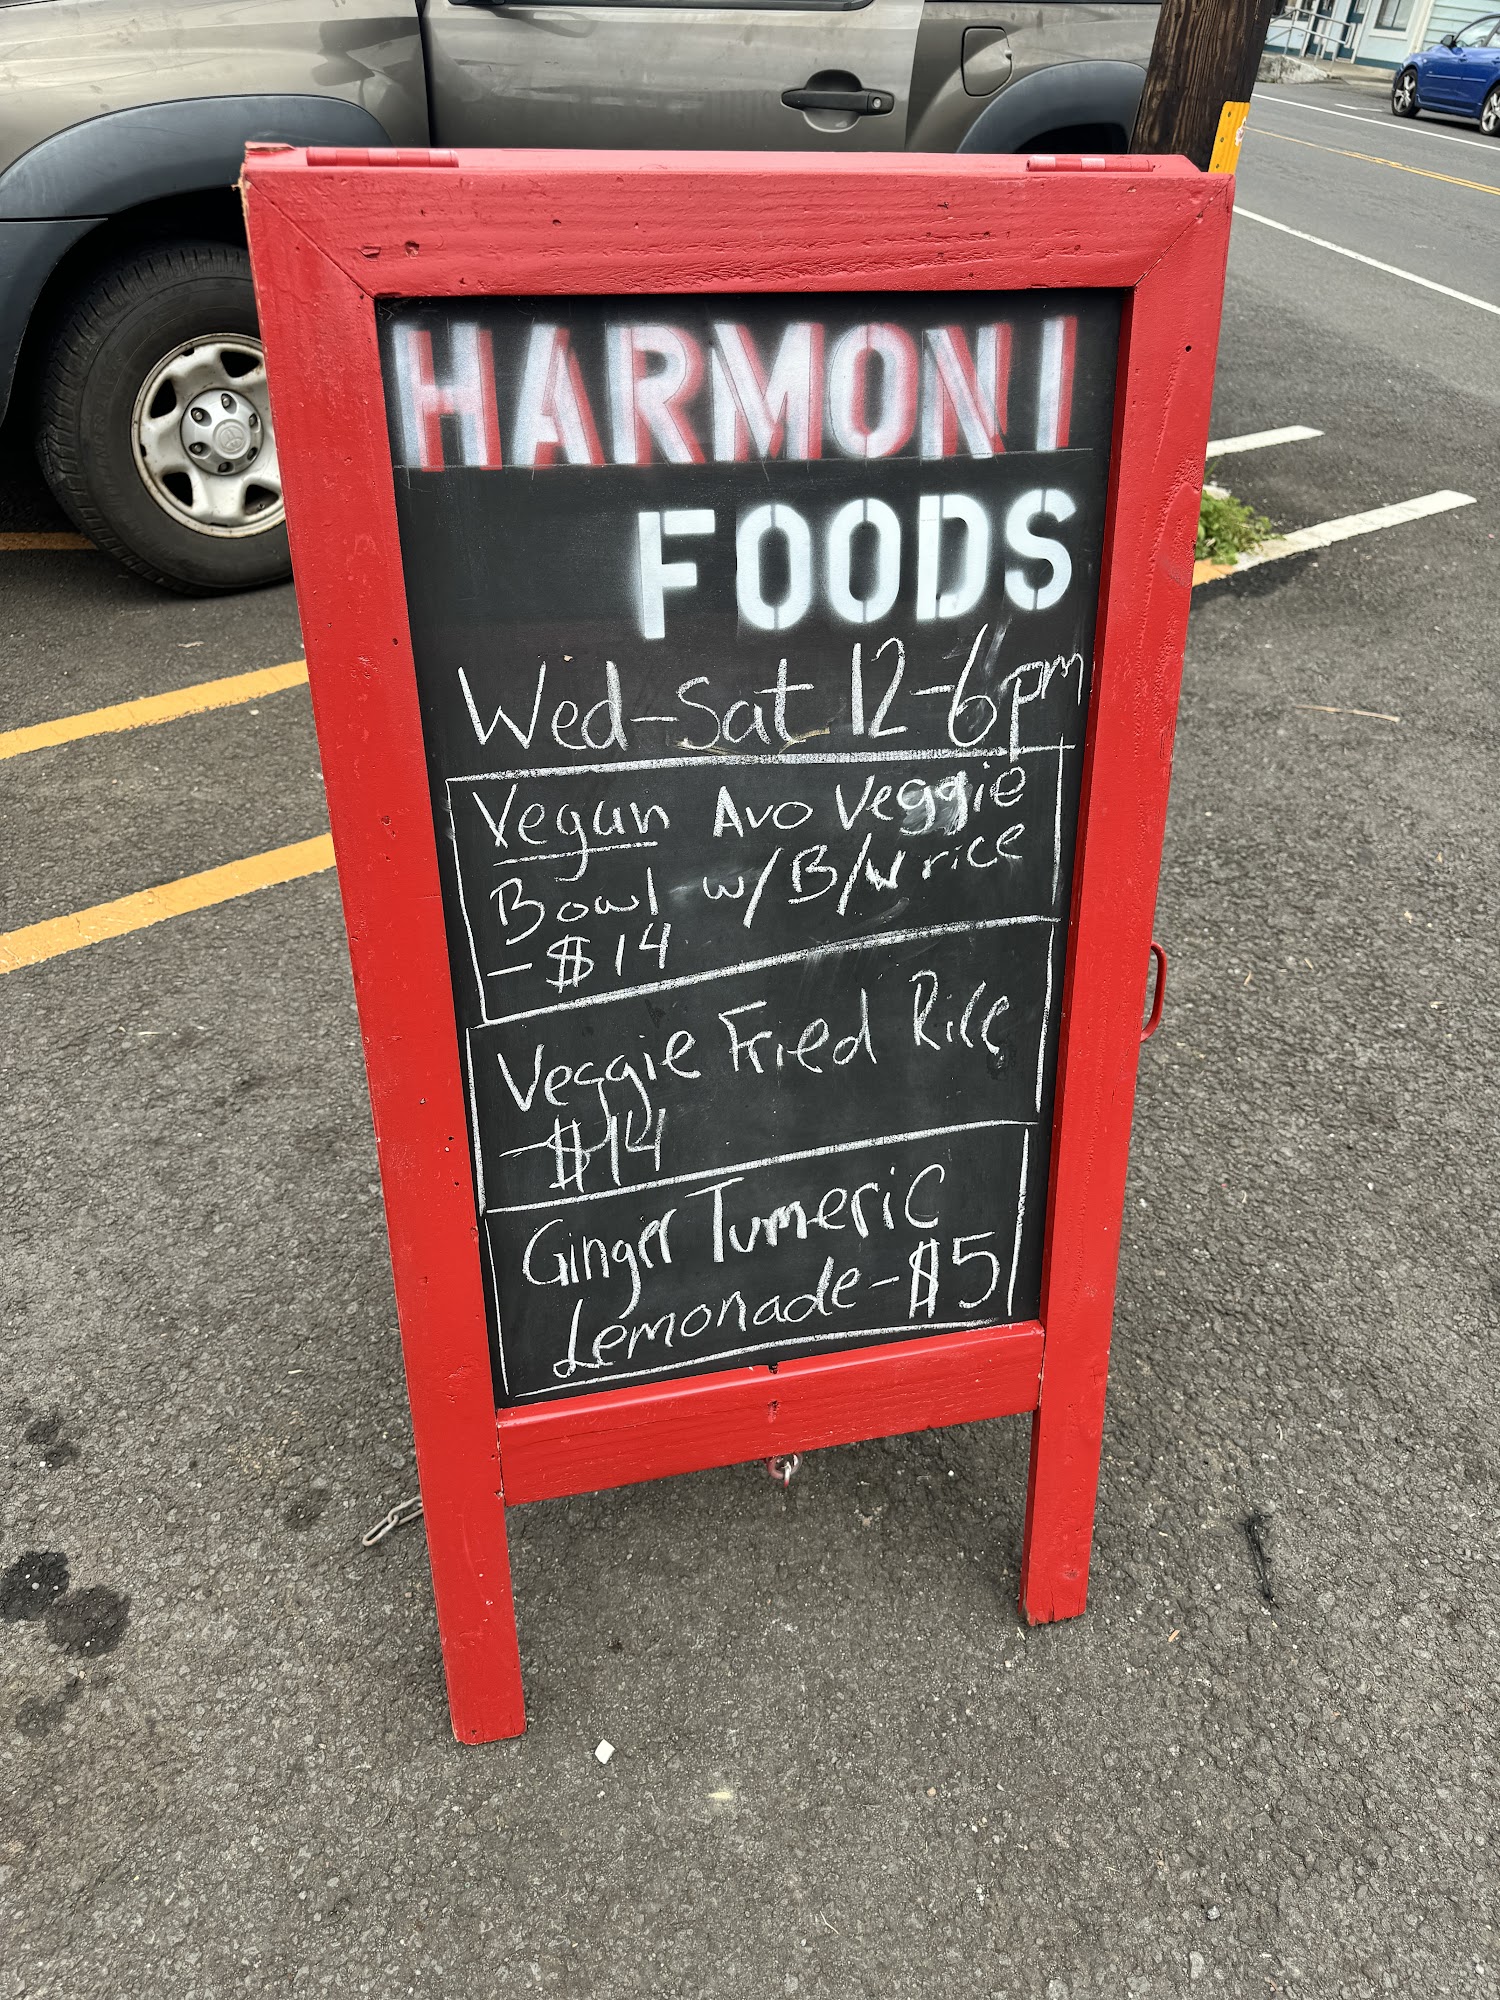 HARMONI
FOODS
Wed-Sat 12-6pm
Vegan Avo Veggie
Bowl w/B/W rice
-$14
Veggie Fried Rice
-$14
Ginger Turmeric
Lemonade-$5